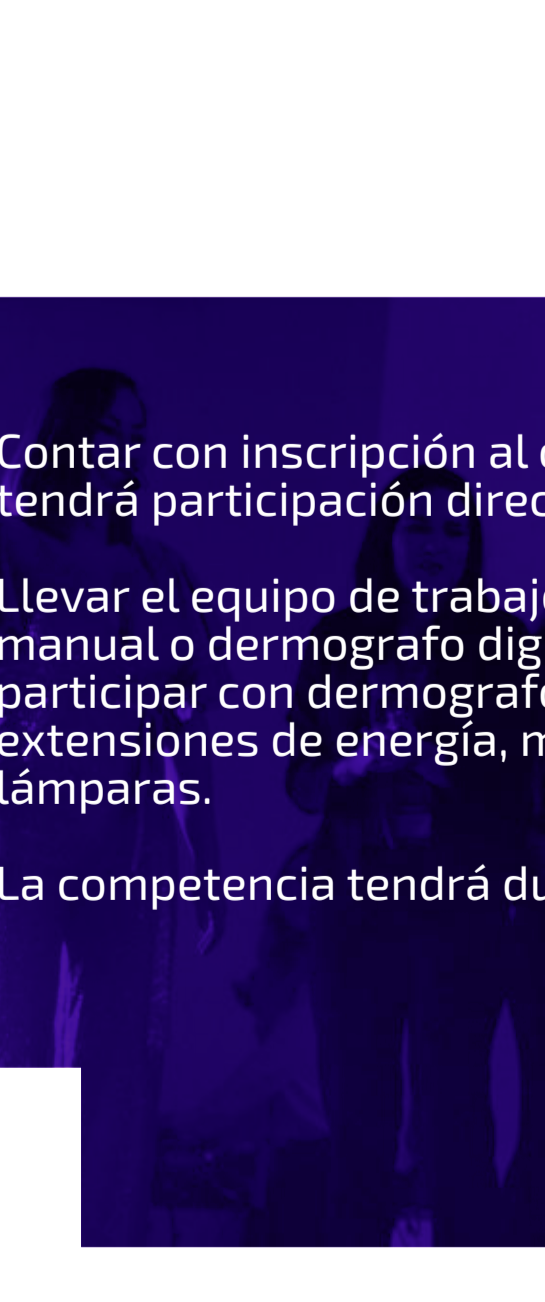 Contar con inscripción al
tendrá participación direc
Llevar el equipo de trabaj
manual o dermografo dig
participar con dermograf
extensiones de energía, m
lámparas.
La competencia tendrá du